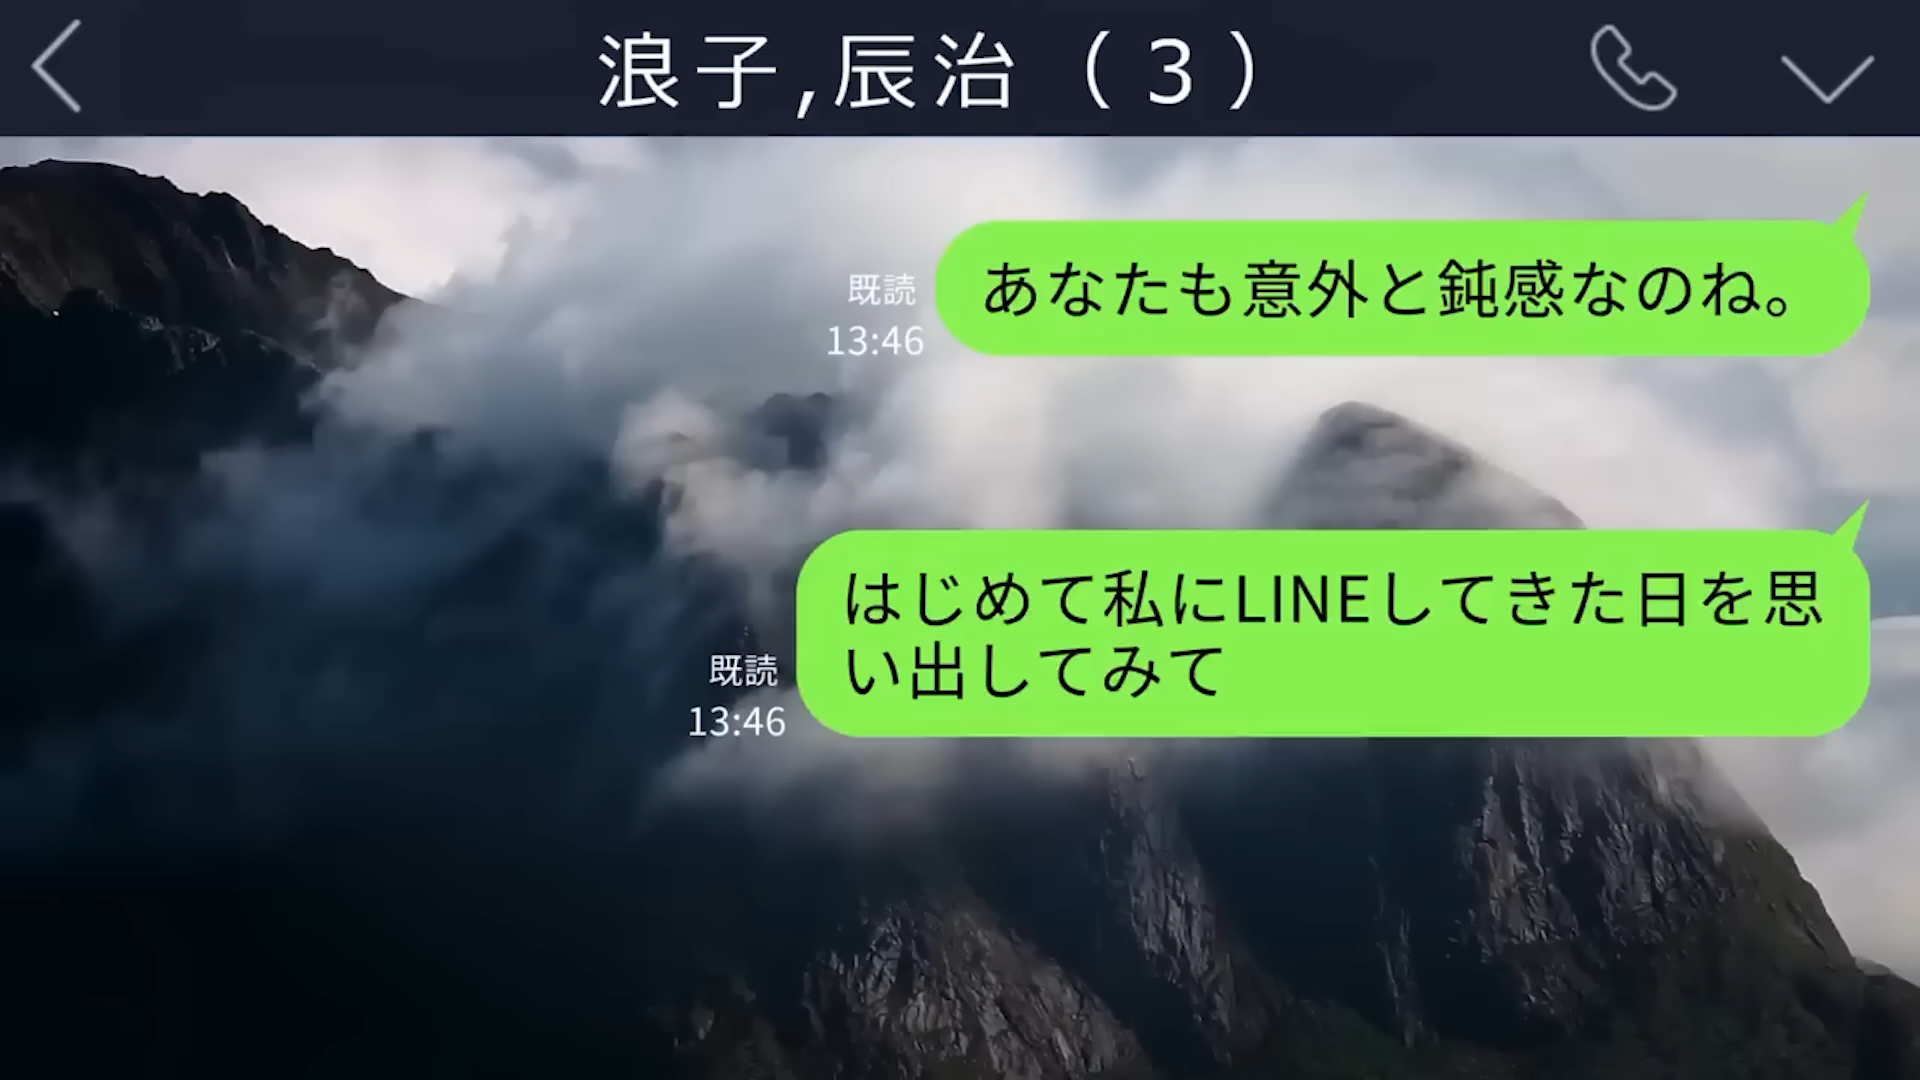 浪子,辰治（3）
あなたも意外と鈍感なのね。
既読
13:46
はじめて私にLINEしてきた日を思
い出してみて
既読
13:46